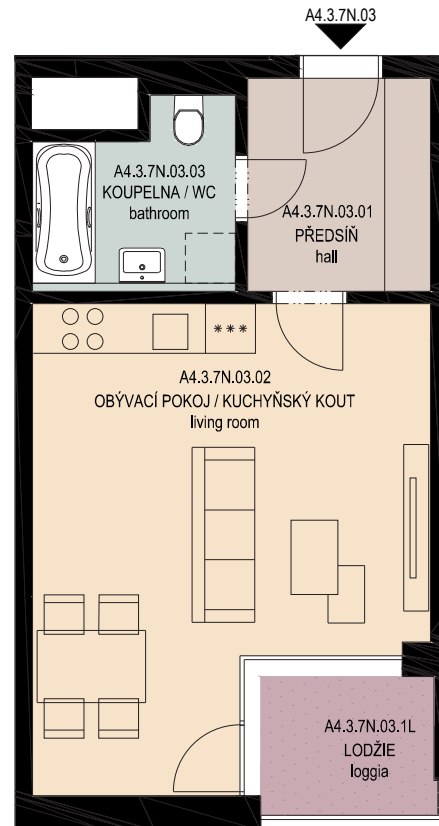 A4.3.7N.03
A4.3.7N.03.03
KOUPELNA / WC
bathroom
A4.3.7N.03.01
PŘEDSÍŇ
hall
***
A4.3.7N.03.02
OBÝVACÍ POKOJ / KUCHYŇSKÝ KOUT
living room
A4.3.7N.03.1L
LODŽIE
loggia